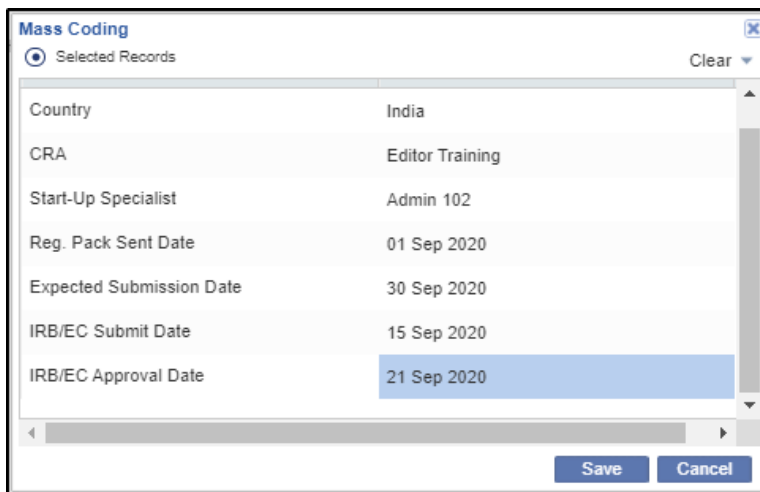 Mass Coding
Selected Records
Clear
Country India
CRA Editor Training
Start-Up Specialist Admin 102
Reg. Pack Sent Date 01 Sep 2020
Expected Submission Date 30 Sep 2020
IRB/EC Submit Date 15 Sep 2020
IRB/EC Approval Date 21 Sep 2020
Save Cancel